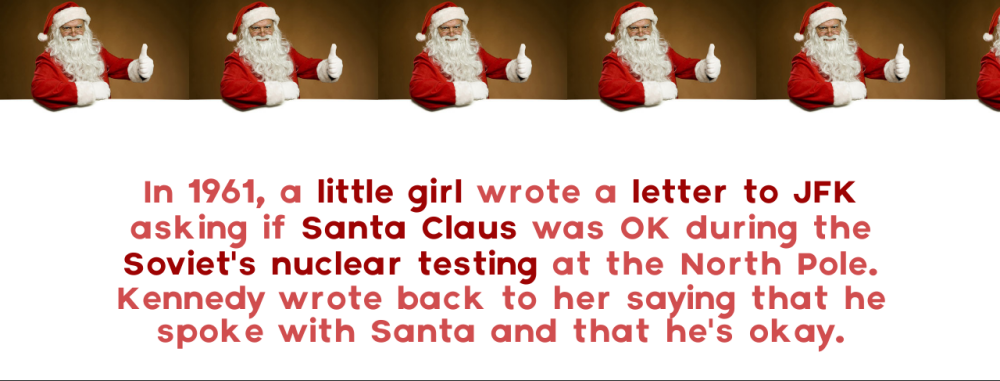 In 1961, a little girl wrote a letter to JFK
asking if Santa Claus was OK during the
Soviet's nuclear testing at the North Pole.
Kennedy wrote back to her saying that he
spoke with Santa and that he's okay.